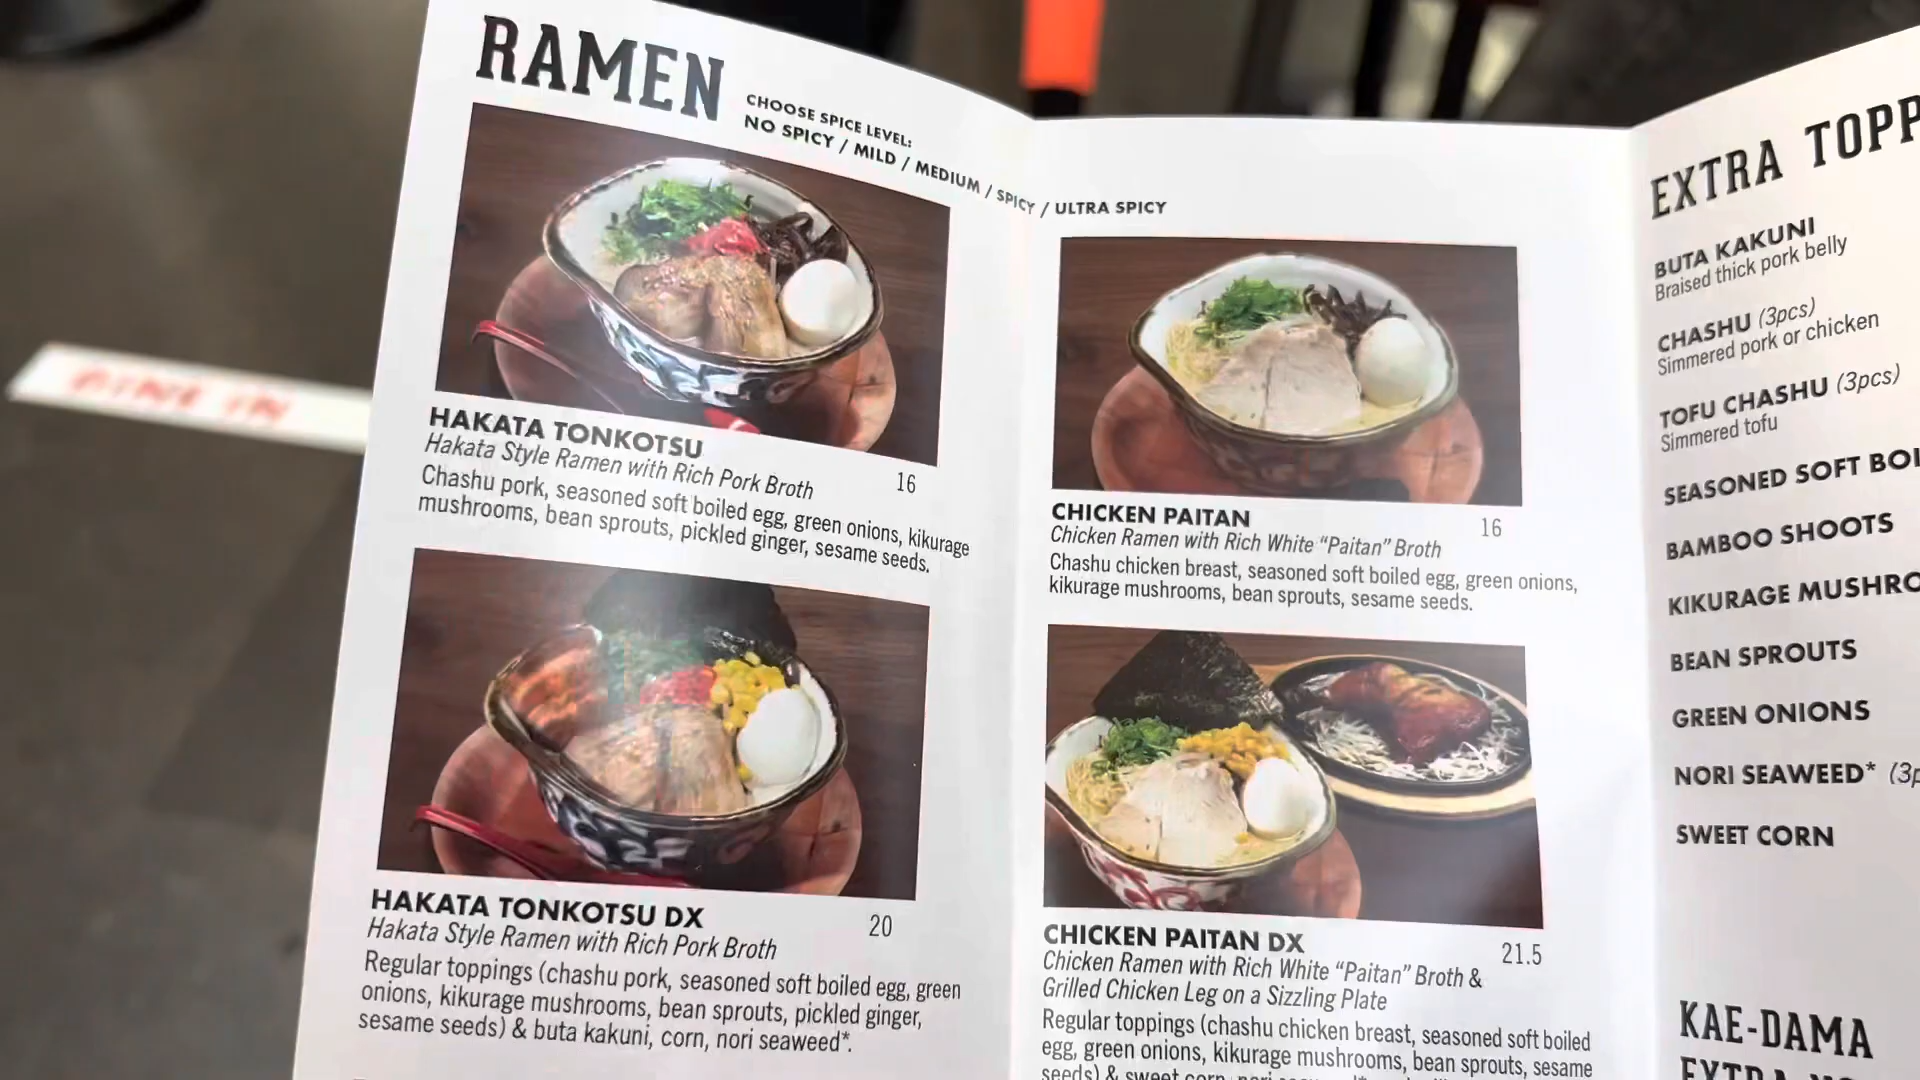 RAMEN
CHOOSE SPICE LEVEL:
NO SPICY / MILD / MEDIUM / SPICY / ULTRA SPICY
HAKATA TONKOTSU
Hakata Style Ramen with Rich Pork Broth 16
Chashu pork, seasoned soft boiled egg, green onions, kikurage
mushrooms, bean sprouts, pickled ginger, sesame seeds.
HAKATA TONKOTSU DX 20
Hakata Style Ramen with Rich Pork Broth
Regular toppings (chashu pork, seasoned soft boiled egg, green
onions, kikurage mushrooms, bean sprouts, pickled ginger,
sesame seeds) & buta kakuni, corn, nori seaweed*.
CHICKEN PAITAN 16
Chicken Ramen with Rich White "Paitan" Broth
Chashu chicken breast, seasoned soft boiled egg, green onions,
kikurage mushrooms, bean sprouts, sesame seeds.
CHICKEN PAITAN DX 21.5
Chicken Ramen with Rich White "Paitan" Broth &
Grilled Chicken Leg on a Sizzling Plate
Regular toppings (chashu chicken breast, seasoned soft boiled
egg, green onions, kikurage mushrooms, bean sprouts, sesame
seeds) & sweet corn, nori
EXTRA TOPP
BUTA KAKUNI
Braised thick pork belly
CHASHU (3pcs)
Simmered pork or chicken
TOFU CHASHU (3pcs)
Simmered tofu
SEASONED SOFT BOI
BAMBOO SHOOTS
KIKURAGE MUSHRO
BEAN SPROUTS
GREEN ONIONS
NORI SEAWEED* (3p
SWEET CORN
KAE-DAMA
EXTRA
DINE IN